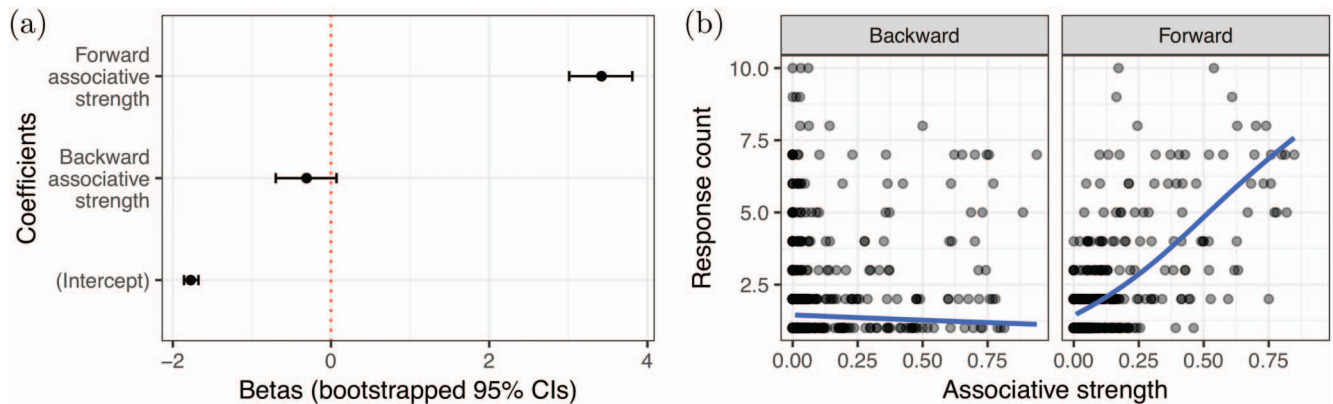 (a)
Coefficients
Forward
associative
strength
Backward
associative
strength
(Intercept)
−2
0
2
4
Betas (bootstrapped 95% CIs)
(b)
Backward
Forward
Response count
10.0
7.5
5.0
2.5
0.00
0.25
0.50
0.75
0.00
0.25
0.50
0.75
Associative strength